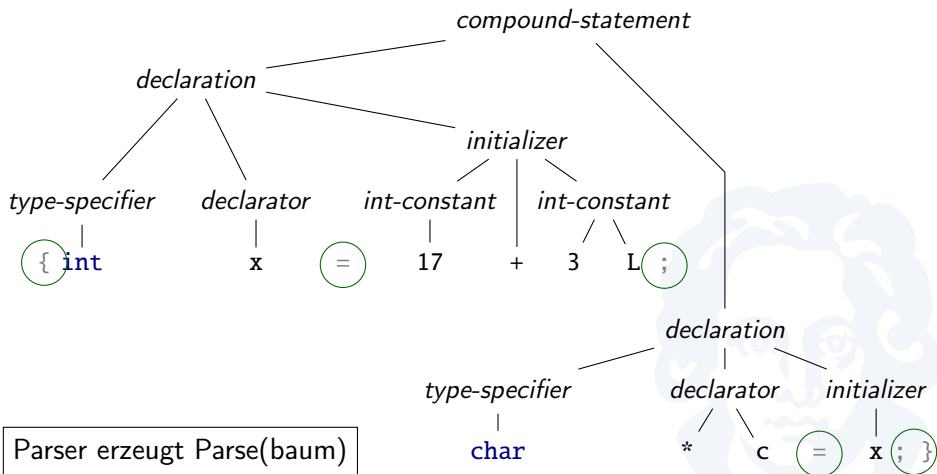 compound-statement
declaration
initializer
type-specifier declarator int-constant int-constant
{ int x = 17 + 3 L ;
declaration
type-specifier declarator initializer
char * c = x ; }
Parser erzeugt Parse(baum)